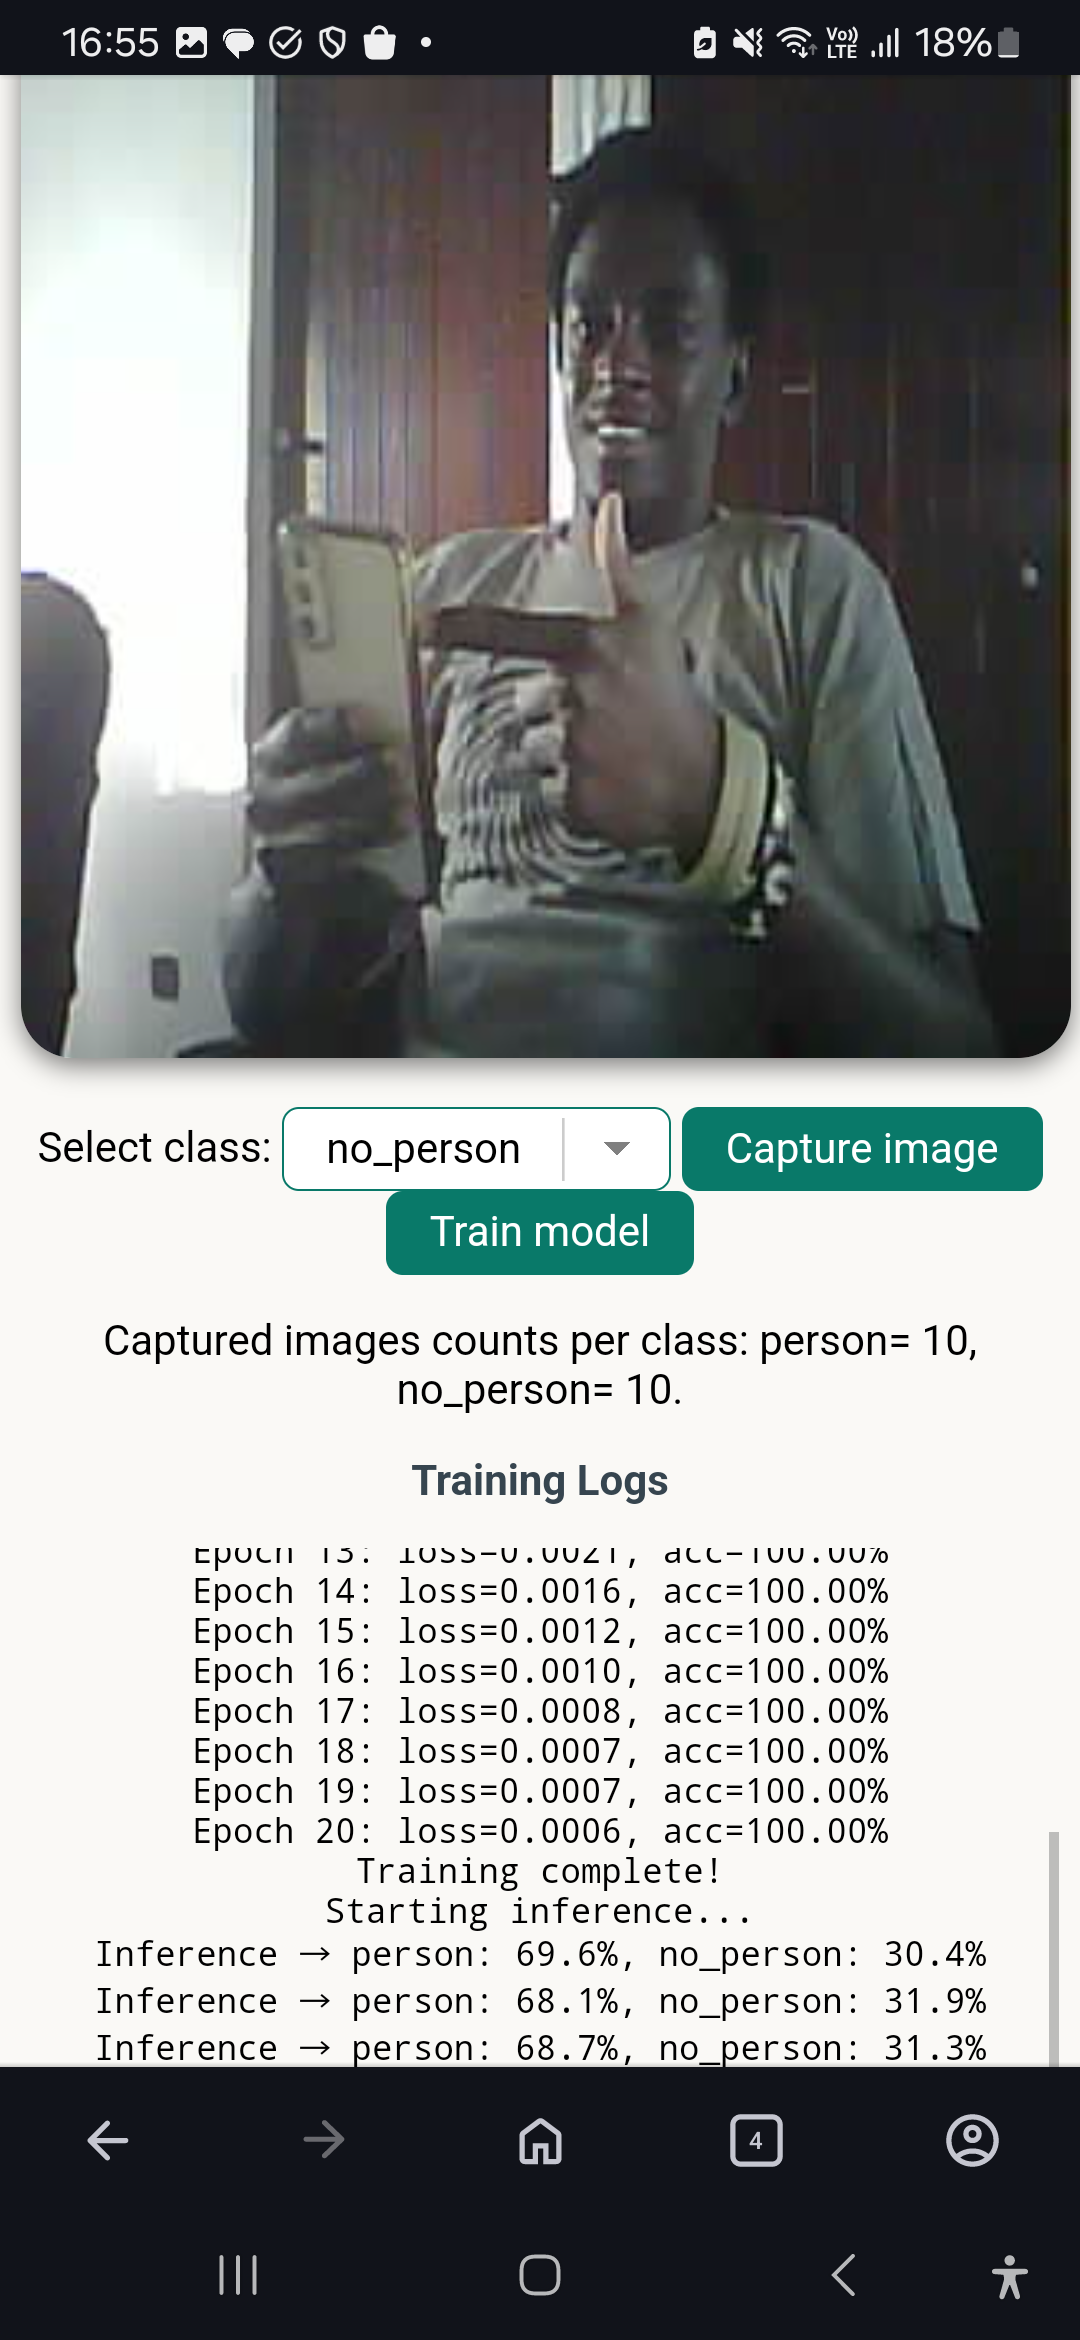 16:55 Vo)) LTE 18%
Select class: no_person Capture image
Train model
Captured images counts per class: person= 10,
no_person= 10.
Training Logs
Epoch 13: loss=0.0021, acc=100.00%
Epoch 14: loss=0.0016, acc=100.00%
Epoch 15: loss=0.0012, acc=100.00%
Epoch 16: loss=0.0010, acc=100.00%
Epoch 17: loss=0.0008, acc=100.00%
Epoch 18: loss=0.0007, acc=100.00%
Epoch 19: loss=0.0007, acc=100.00%
Epoch 20: loss=0.0006, acc=100.00%
Training complete!
Starting inference...
Inference → person: 69.6%, no_person: 30.4%
Inference → person: 68.1%, no_person: 31.9%
Inference → person: 68.7%, no_person: 31.3%
4